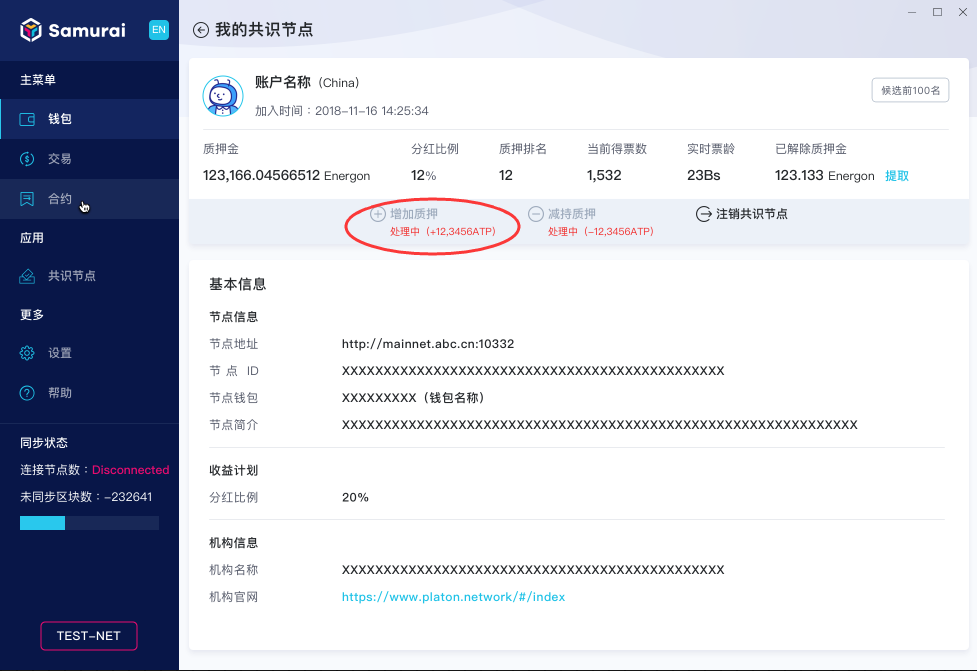 Samurai
EN
主菜单
钱包
交易
合约
应用
共识节点
更多
设置
帮助
同步状态
连接节点数：Disconnected
未同步区块数：-232641
TEST-NET
我的共识节点
账户名称（China）
加入时间：2018-11-16 14:25:34
候选前100名
质押金 分红比例 质押排名 当前得票数 实时票龄 已解除质押金
123,166.04566512 Energon 12% 12 1,532 23Bs 123.133 Energon 提取
增加质押 减持质押 注销共识节点
处理中（+12,3456ATP） 处理中（-12,3456ATP）
基本信息
节点信息
节点地址 http://mainnet.abc.cn:10332
节 点 ID XXXXXXXXXXXXXXXXXXXXXXXXXXXXXXXXXXXXXXXXXXXXXX
节点钱包 XXXXXXXXX（钱包名称）
节点简介 XXXXXXXXXXXXXXXXXXXXXXXXXXXXXXXXXXXXXXXXXXXXXXXXXXXXXXXXXXXXXX
收益计划
分红比例 20%
机构信息
机构名称 XXXXXXXXXXXXXXXXXXXXXXXXXXXXXXXXXXXXXXXXXXXXXX
机构官网 https://www.platon.network/#/index